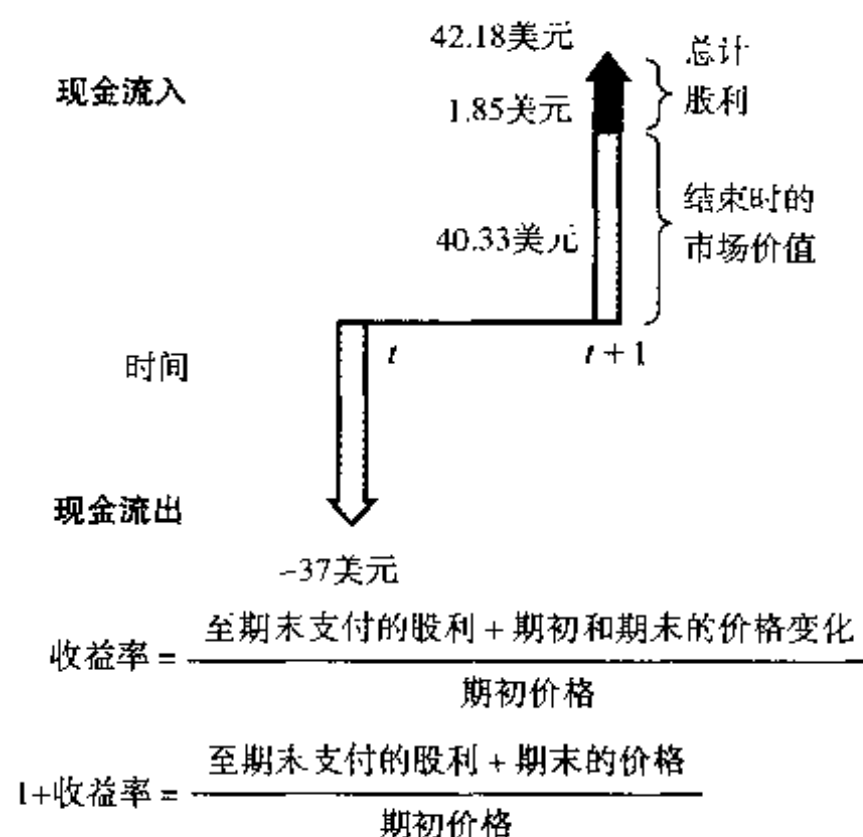 42.18美元
总计
现金流入
1.85美元
股利
结束时的
40.33美元
市场价值
时间
t
t + 1
现金流出
-37美元
收益率 = 至期末支付的股利 + 期初和期末的价格变化
期初价格
1+收益率 = 至期末支付的股利 + 期末的价格
期初价格